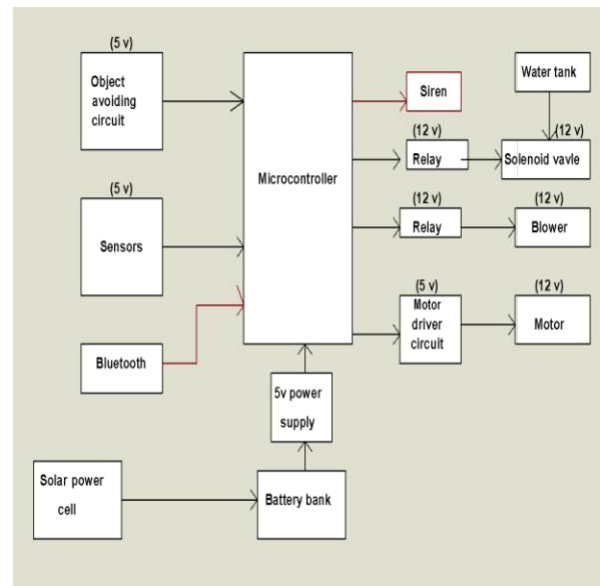 (5 v)
Object
avoiding
circuit
(5 v)
Sensors
Bluetooth
Solar power
cell
Microcontroller
5v power
supply
Battery bank
Siren
(12 v)
Relay
(12 v)
Relay
(5 v)
Motor
driver
circuit
Water tank
(12 v)
Solenoid vavle
(12 v)
Blower
(12 v)
Motor